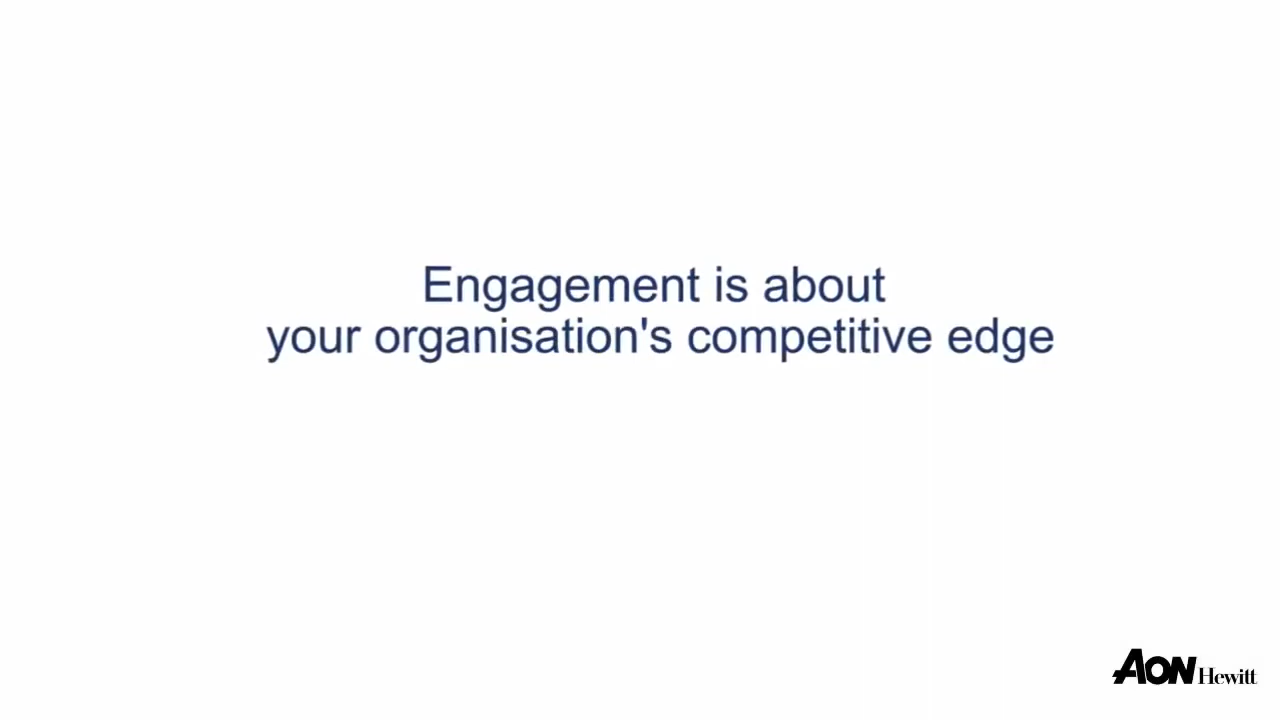 Engagement is about
your organisation's competitive edge
AON Hewitt